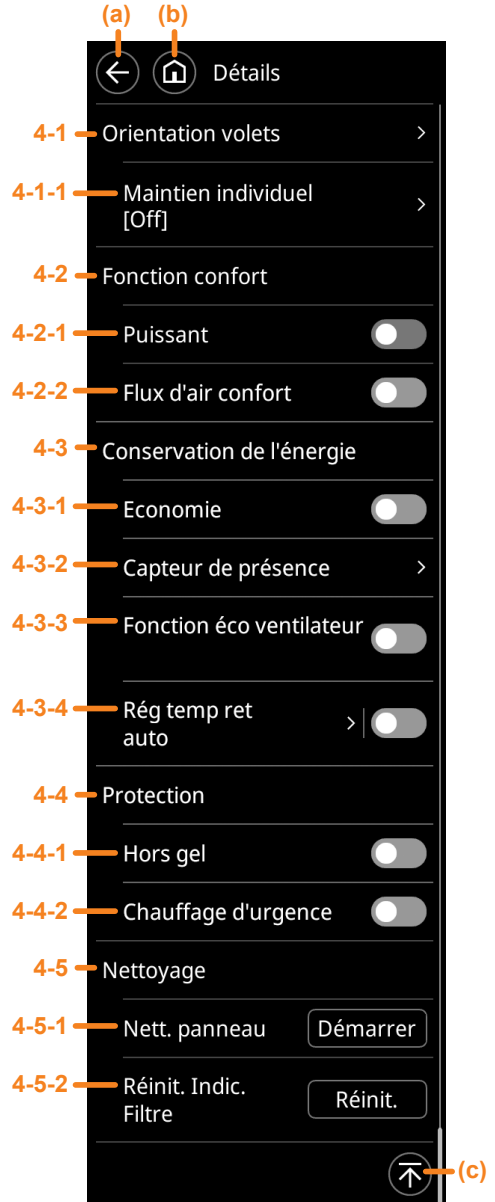 (a) (b)
Détails
4-1 Orientation volets
4-1-1 Maintien individuel
[Off]
4-2 Fonction confort
4-2-1 Puissant
4-2-2 Flux d'air confort
4-3 Conservation de l'énergie
4-3-1 Economie
4-3-2 Capteur de présence
4-3-3 Fonction éco ventilateur
4-3-4 Rég temp ret
auto
4-4 Protection
4-4-1 Hors gel
4-4-2 Chauffage d'urgence
4-5 Nettoyage
4-5-1 Nett. panneau Démarrer
4-5-2 Réinit. Indic.
Filtre Réinit.
(c)